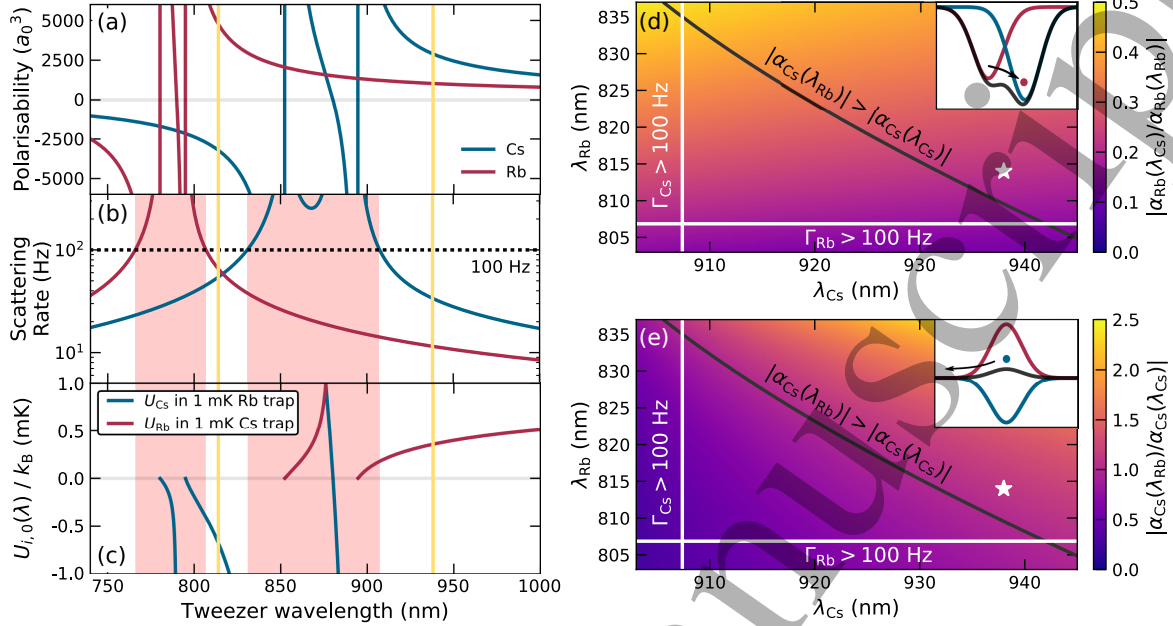 (a)
Polarisability (a₀³)
5000
2500
0
-2500
-5000
Cs
Rb
(b)
Scattering
Rate (Hz)
10²
10¹
100 Hz
(c)
U_{i,0}(λ) / k_B (mK)
1.0
0.5
0.0
-0.5
-1.0
U_Cs in 1 mK Rb trap
U_Rb in 1 mK Cs trap
750 800 850 900 950 1000
Tweezer wavelength (nm)
(d)
λ_Rb (nm)
835
830
825
820
815
810
805
Γ_Cs > 100 Hz
|α_Cs(λ_Rb)| > |α_Cs(λ_Cs)|
Γ_Rb > 100 Hz
910 920 930 940
λ_Cs (nm)
0.5
0.4
0.3
0.2
0.1
0.0
|α_Rb(λ_Cs)/α_Rb(λ_Rb)|
(e)
λ_Rb (nm)
835
830
825
820
815
810
805
Γ_Cs > 100 Hz
|α_Cs(λ_Rb)| > |α_Cs(λ_Cs)|
Γ_Rb > 100 Hz
910 920 930 940
λ_Cs (nm)
2.5
2.0
1.5
1.0
0.5
0.0
|α_Cs(λ_Rb)/α_Cs(λ_Cs)|
nuscrip